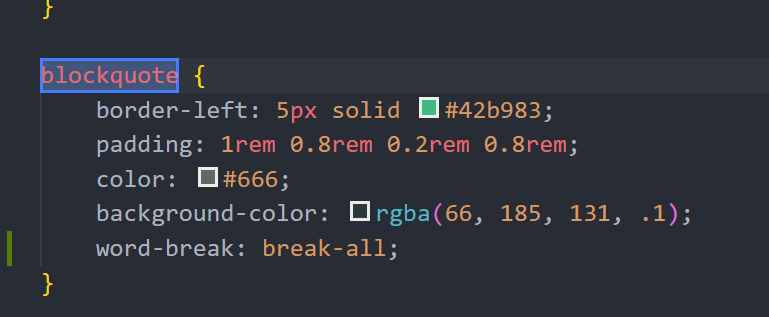 }
blockquote {
border-left: 5px solid #42b983;
padding: 1rem 0.8rem 0.2rem 0.8rem;
color: #666;
background-color: rgba(66, 185, 131, .1);
word-break: break-all;
}